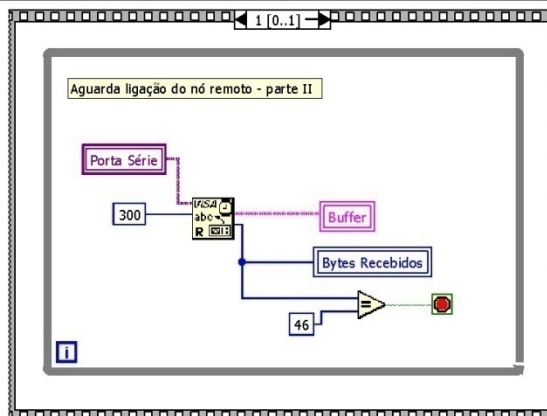 1 [0..1]
Aguarda ligação do nó remoto - parte II
Porta Série
300
VISA
abc
R
Buffer
Bytes Recebidos
=
46
i